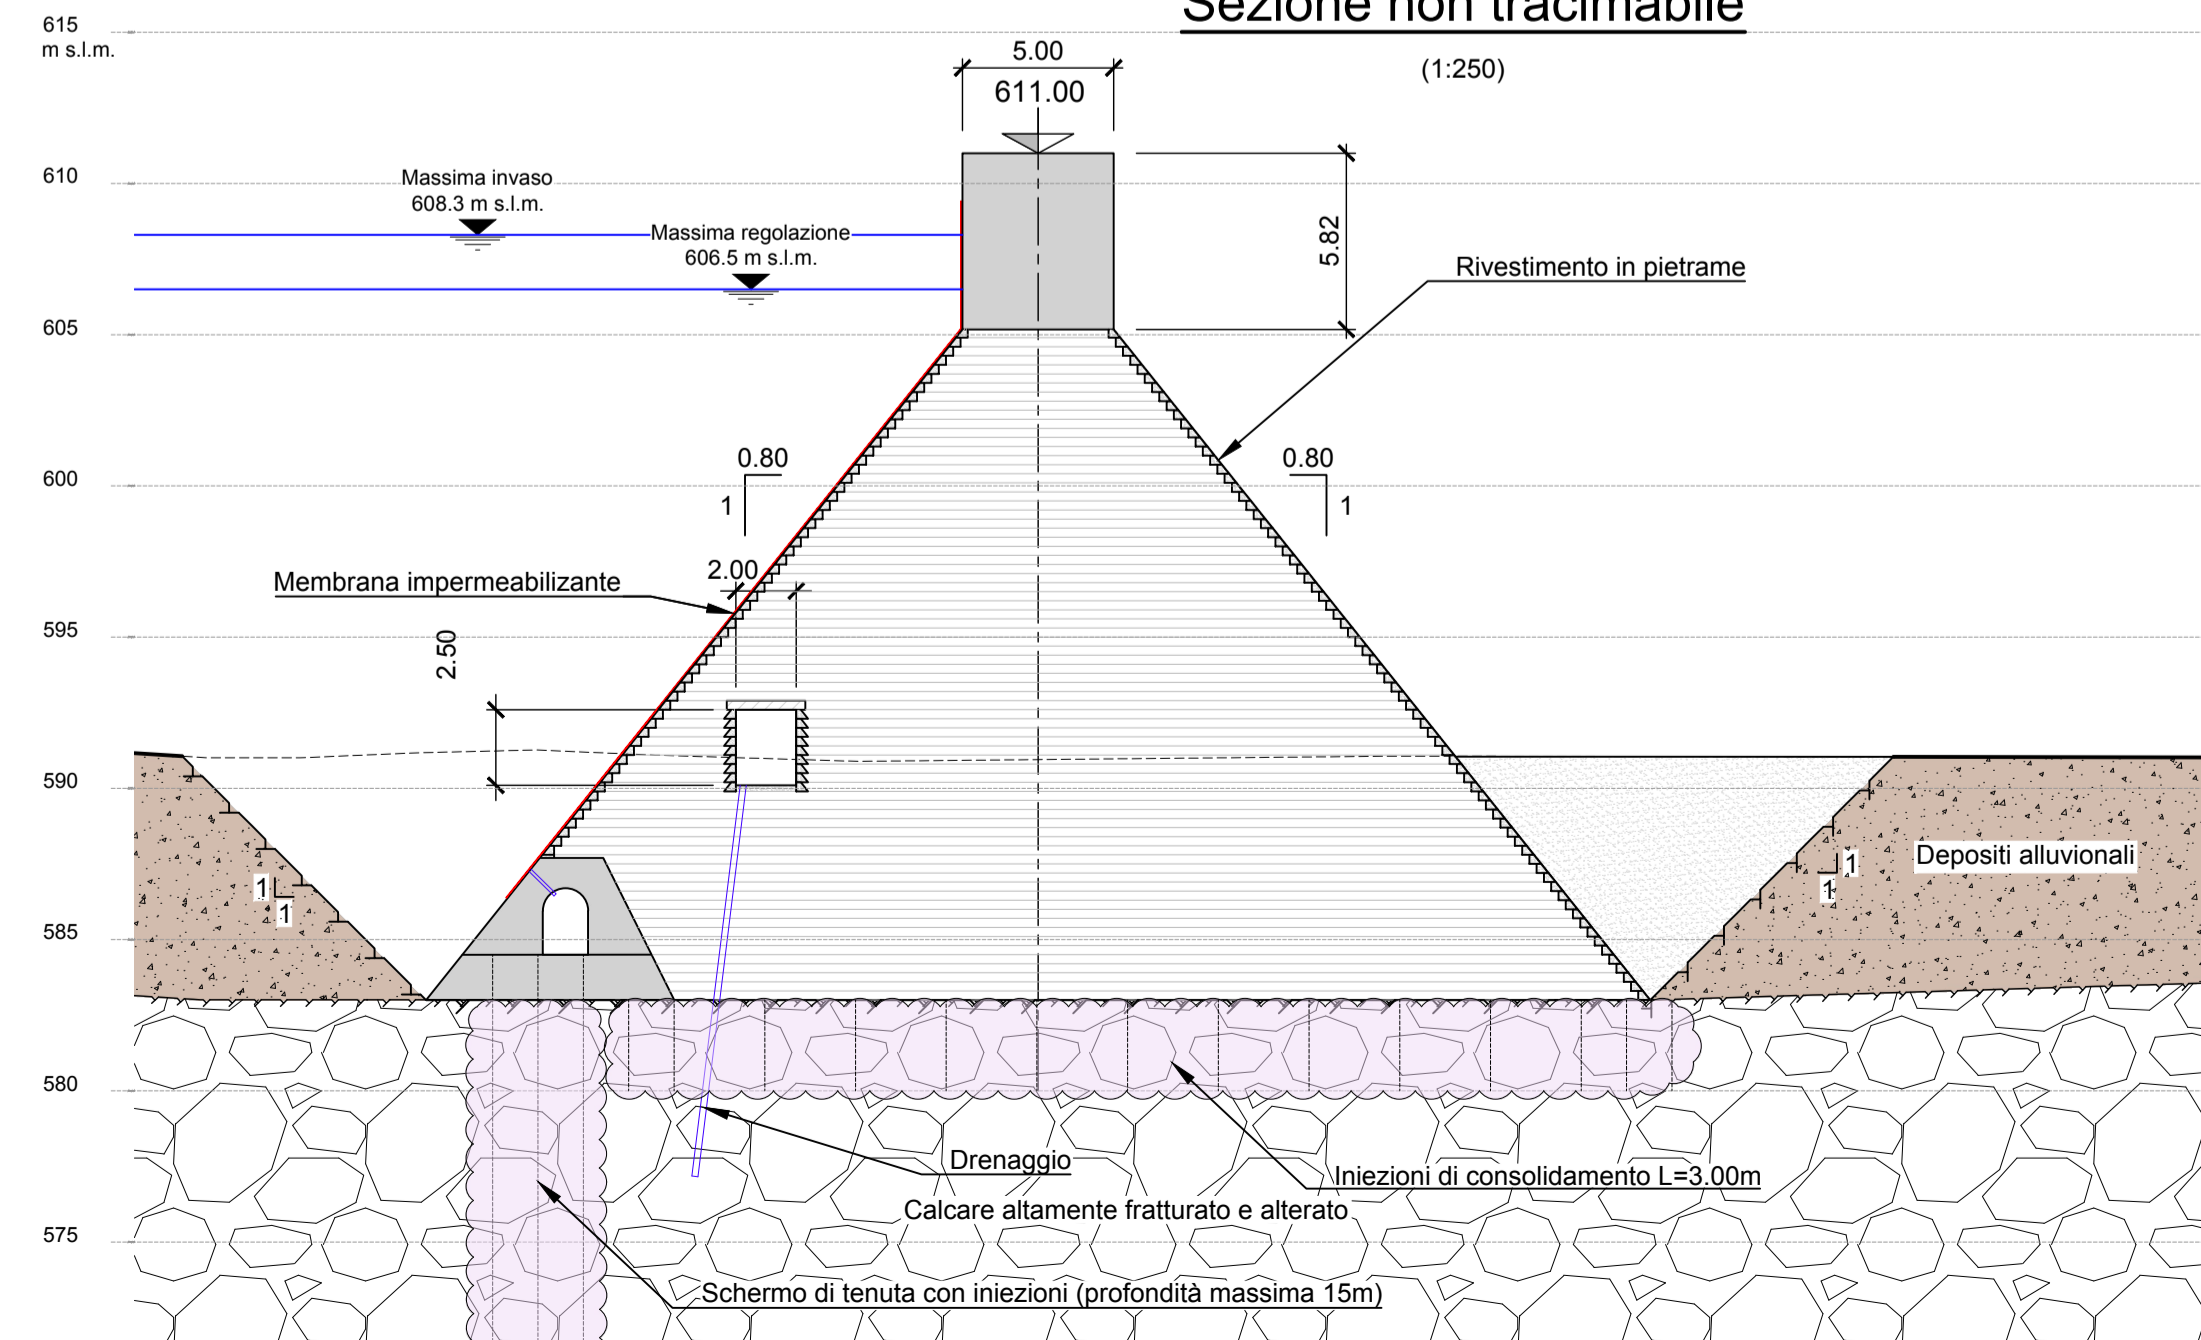 Sezione non tracimabile
(1:250)
615
m s.l.m.
5.00
611.00
610
Massima invaso
608.3 m s.l.m.
Massima regolazione
606.5 m s.l.m.
5.82
Rivestimento in pietrame
605
0.80
1
0.80
1
600
2.00
Membrana impermeabilizante
2.50
595
590
Depositi alluvionali
1
1
1
1
585
580
Drenaggio
Iniezioni di consolidamento L=3.00m
Calcare altamente fratturato e alterato
575
Schermo di tenuta con iniezioni (profondità massima 15m)